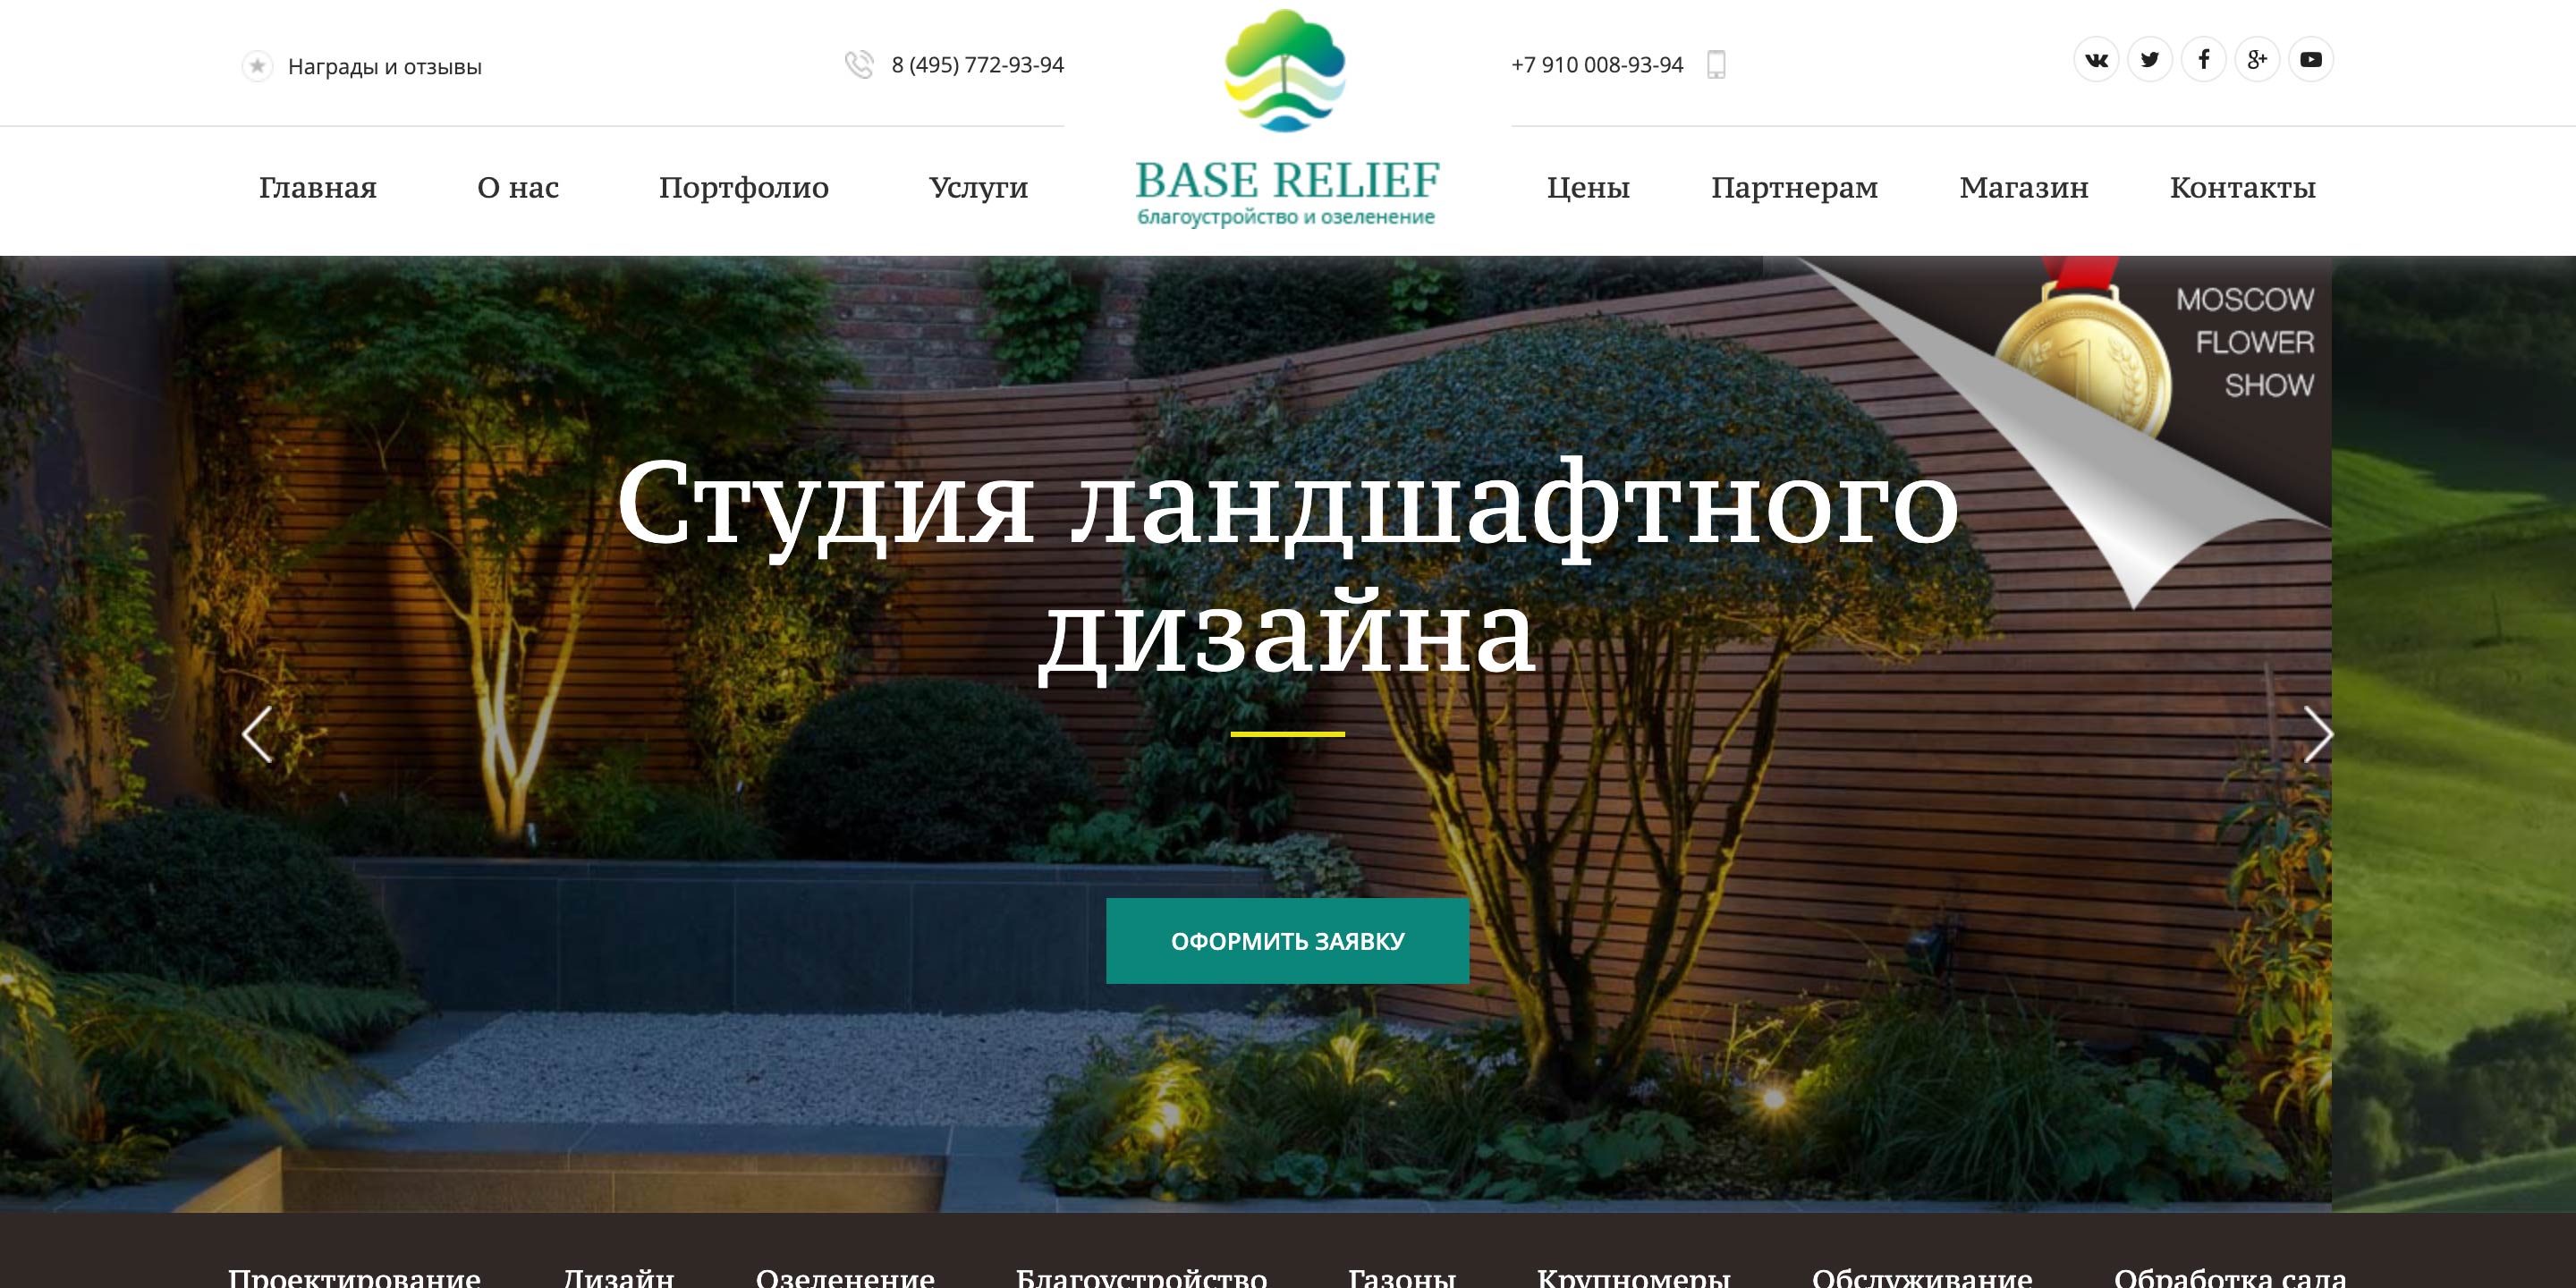 Награды и отзывы
8 (495) 772-93-94
+7 910 008-93-94
g+
Главная
О нас
Портфолио
Услуги
BASE RELIEF
благоустройство и озеленение
Цены
Партнерам
Магазин
Контакты
MOSCOW
FLOWER
SHOW
1
Студия ландшафтного
дизайна
ОФОРМИТЬ ЗАЯВКУ
Проектирование
Дизайн
Озеленение
Благоустройство
Газоны
Крупномеры
Обслуживание
Обработка сада